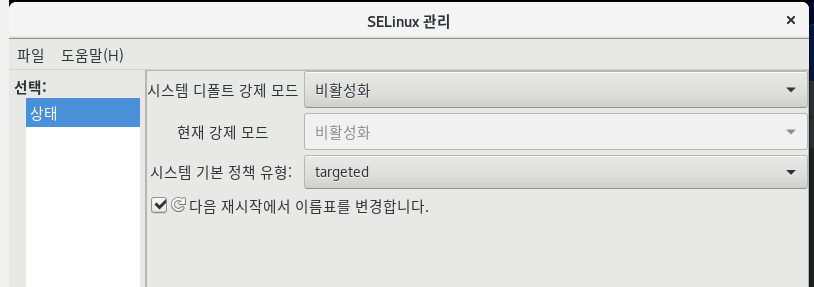 SELinux 관리
파일 도움말(H)
선택:
상태
시스템 디폴트 강제 모드 비활성화
현재 강제 모드 비활성화
시스템 기본 정책 유형: targeted
다음 재시작에서 이름표를 변경합니다.